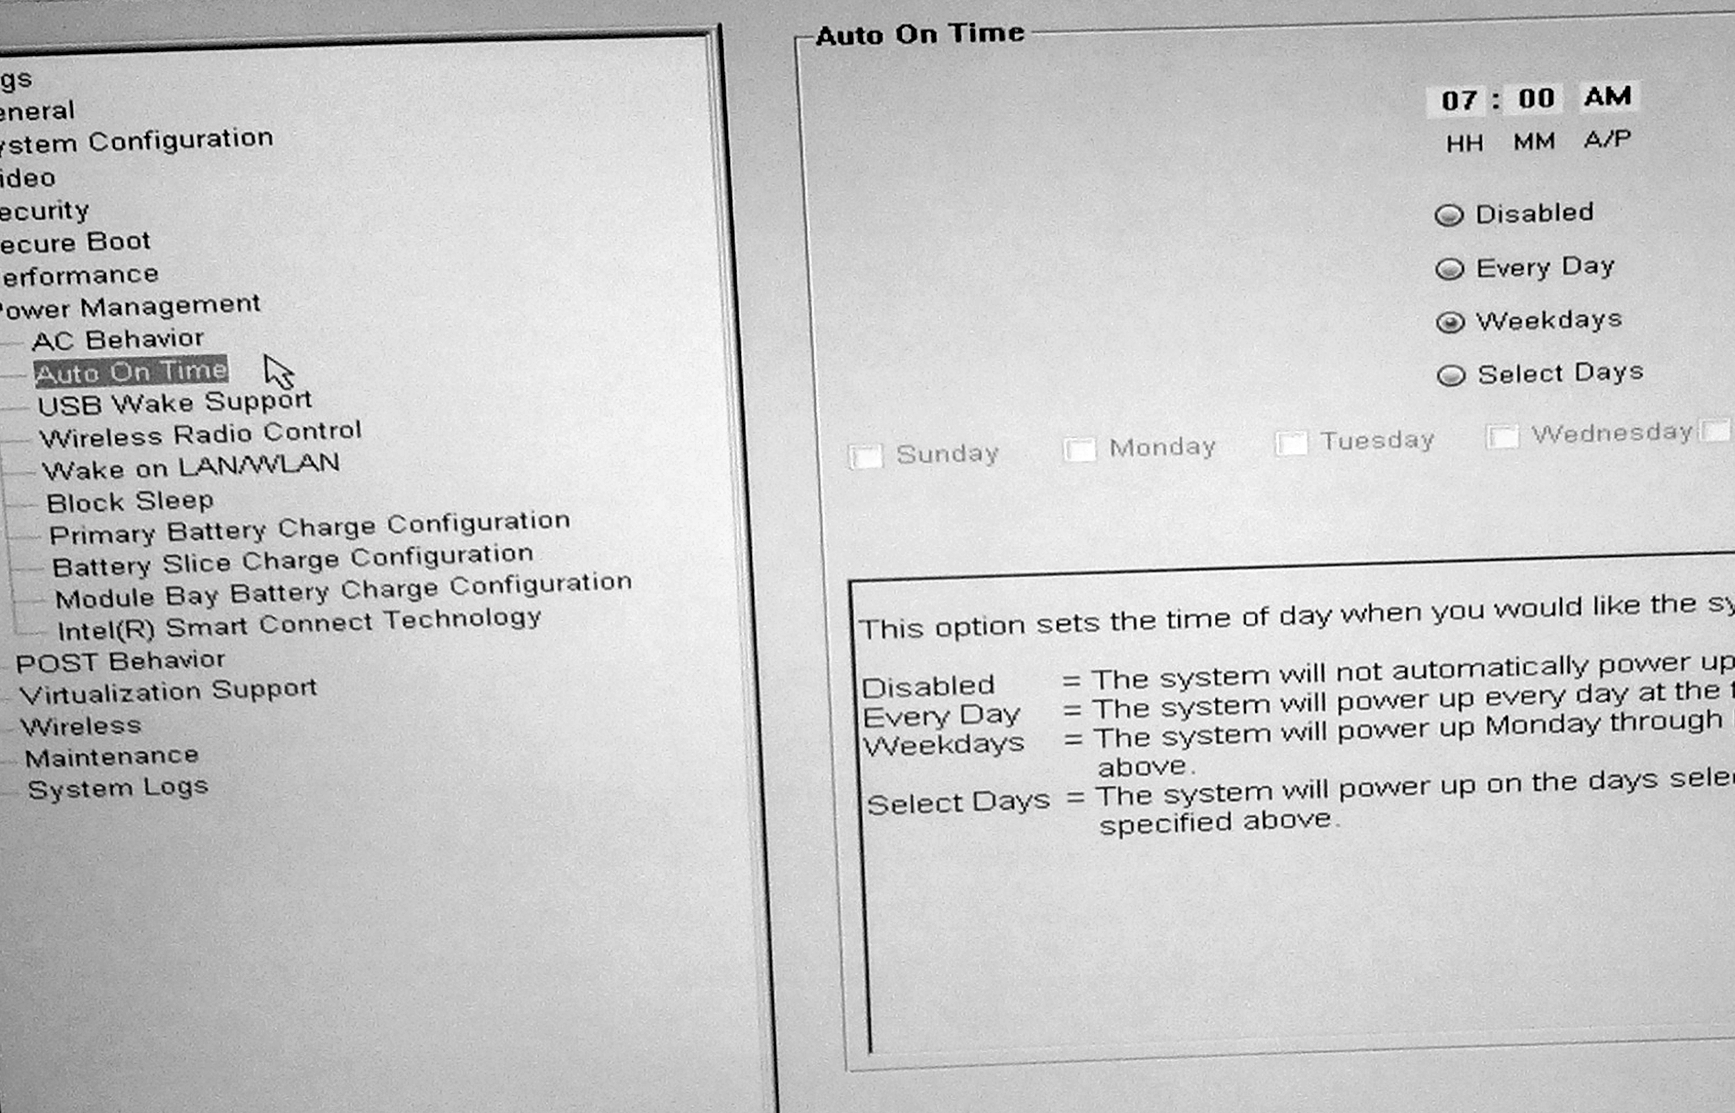 gs
eneral
ystem Configuration
ideo
ecurity
ecure Boot
erformance
Power Management
AC Behavior
Auto On Time
USB Wake Support
Wireless Radio Control
Wake on LAN/WLAN
Block Sleep
Primary Battery Charge Configuration
Battery Slice Charge Configuration
Module Bay Battery Charge Configuration
Intel(R) Smart Connect Technology
POST Behavior
Virtualization Support
Wireless
Maintenance
System Logs
Auto On Time
07 : 00 AM
HH MM A/P
Disabled
Every Day
Weekdays
Select Days
Sunday Monday Tuesday Wednesday
This option sets the time of day when you would like the sy
Disabled = The system will not automatically power up
Every Day = The system will power up every day at the
Weekdays = The system will power up Monday through
above.
Select Days = The system will power up on the days selec
specified above.